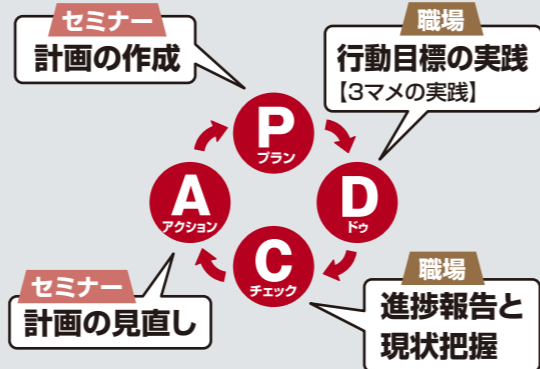 セミナー
計画の作成
職場
行動目標の実践
【3マメの実践】
P
プラン
D
ドゥ
C
チェック
A
アクション
職場
進捗報告と
現状把握
セミナー
計画の見直し